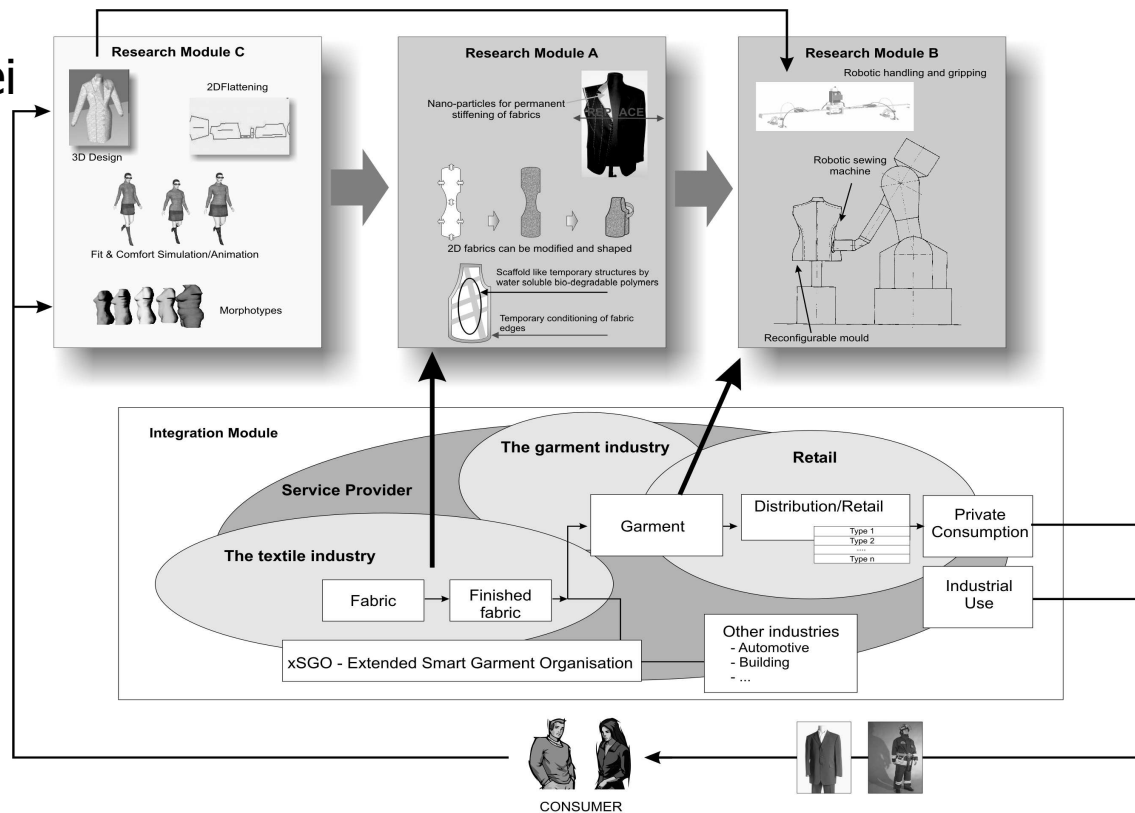 ei
Research Module C
2DFlattening
3D Design
Fit & Comfort Simulation/Animation
Morphotypes
Research Module A
Nano-particles for permanent
stiffening of fabrics
REPLACE
2D fabrics can be modified and shaped
Scaffold like temporary structures by
water soluble bio-degradable polymers
Temporary conditioning of fabric
edges
Research Module B
Robotic handling and gripping
Robotic sewing
machine
Reconfigurable mould
Integration Module
The garment industry
Retail
Service Provider
The textile industry
Fabric
Finished
fabric
Garment
Distribution/Retail
Type 1
Type 2
....
Type n
Private
Consumption
Industrial
Use
xSGO - Extended Smart Garment Organisation
Other industries
- Automotive
- Building
- ...
CONSUMER